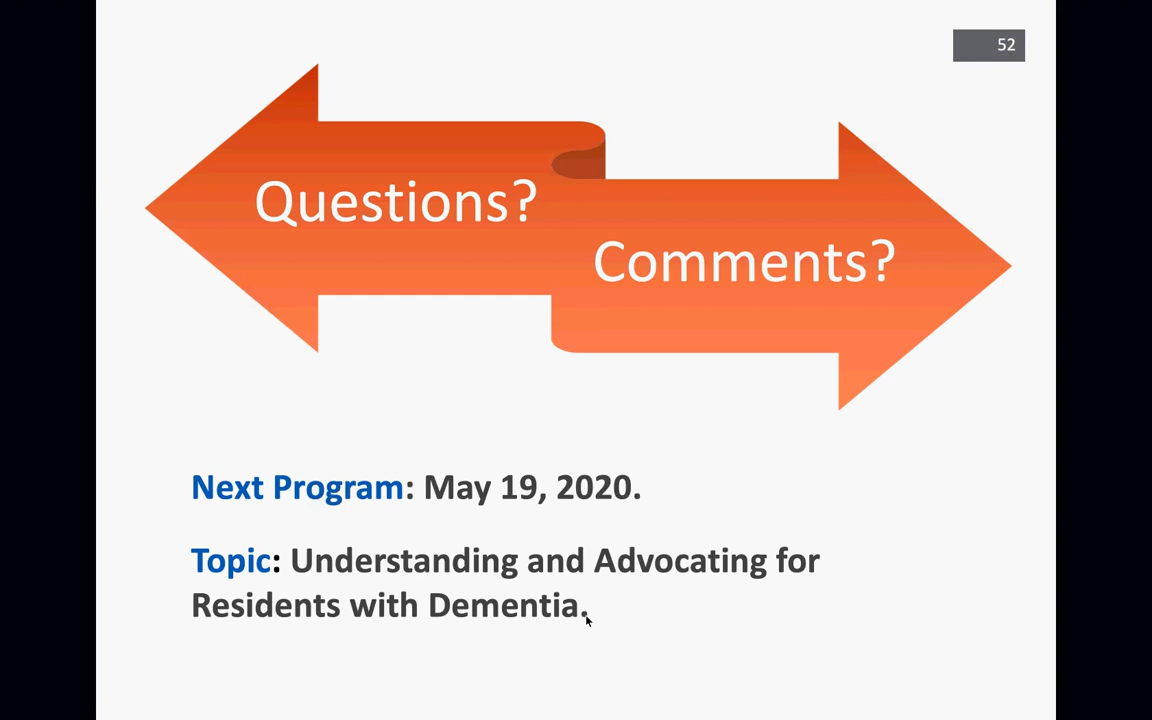 52
Questions?
Comments?
Next Program: May 19, 2020.
Topic: Understanding and Advocating for
Residents with Dementia.